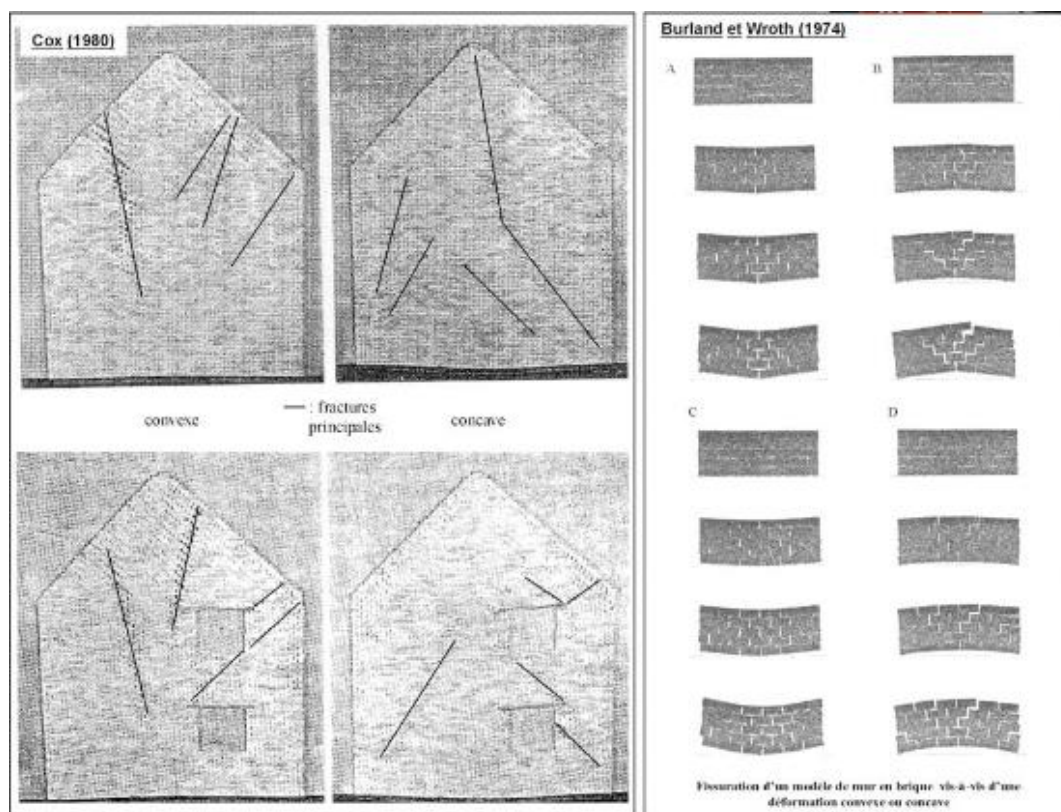 Cox (1980)
convexe
— : fractures
principales
concave
Burland et Wroth (1974)
A
B
C
D
Fissuration d'un modèle de mur en brique vis-à-vis d'une
déformation convexe ou concave